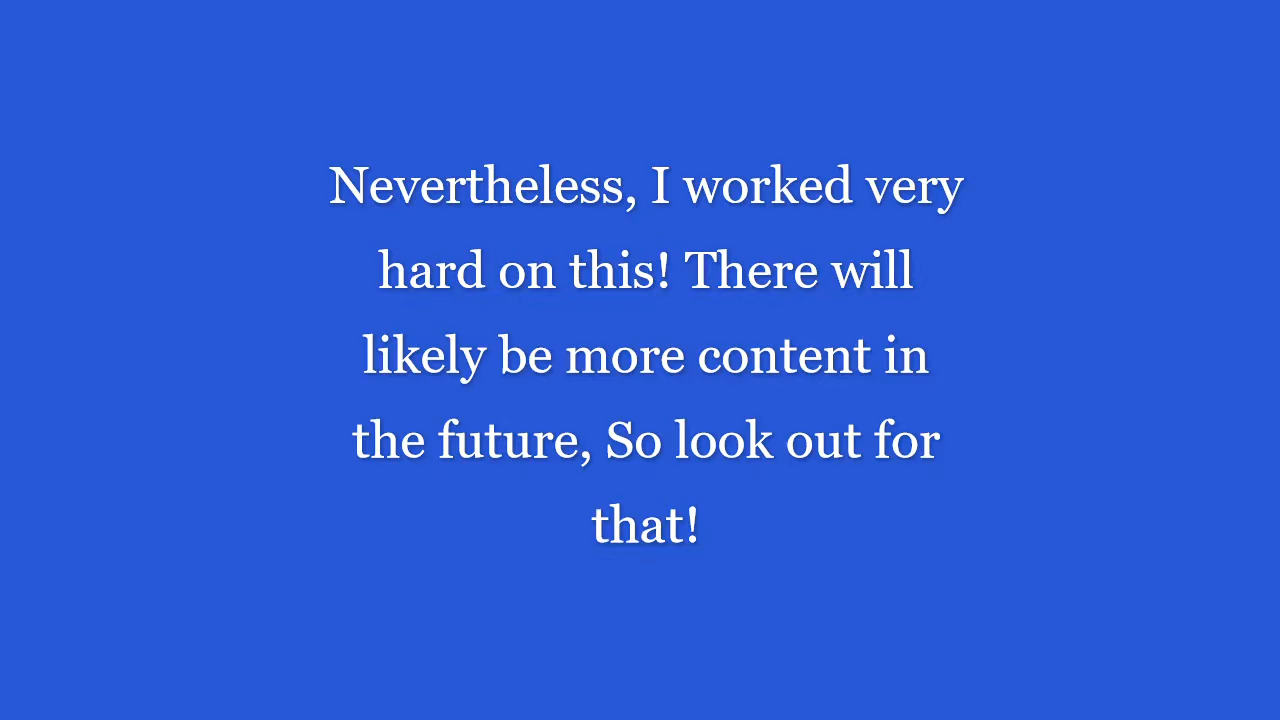 Nevertheless, I worked very
hard on this! There will
likely be more content in
the future, So look out for
that!